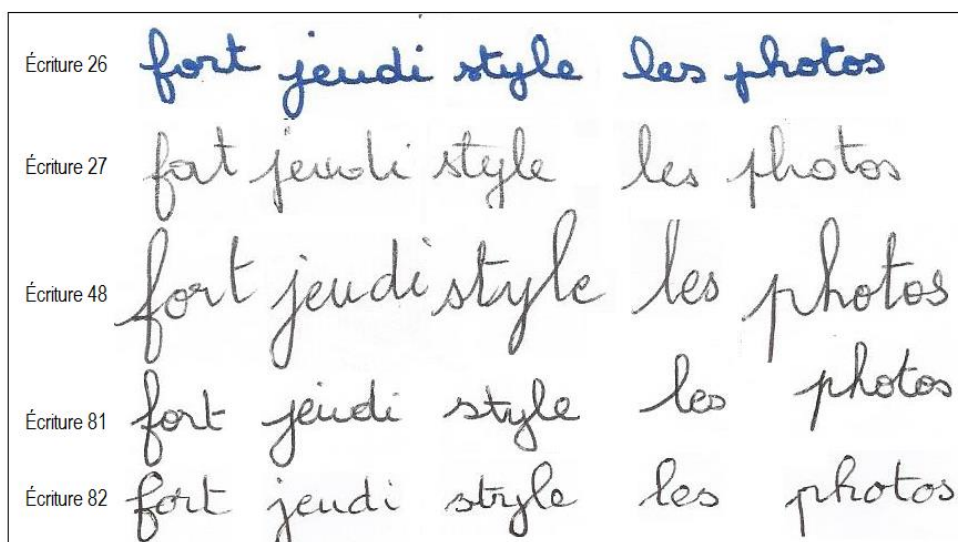 Écriture 26 fort jeudi style les photos
Écriture 27 fort jeudi style les photos
Écriture 48 fort jeudi style les photos
Écriture 81 fort jeudi style les photos
Écriture 82 fort jeudi style les photos